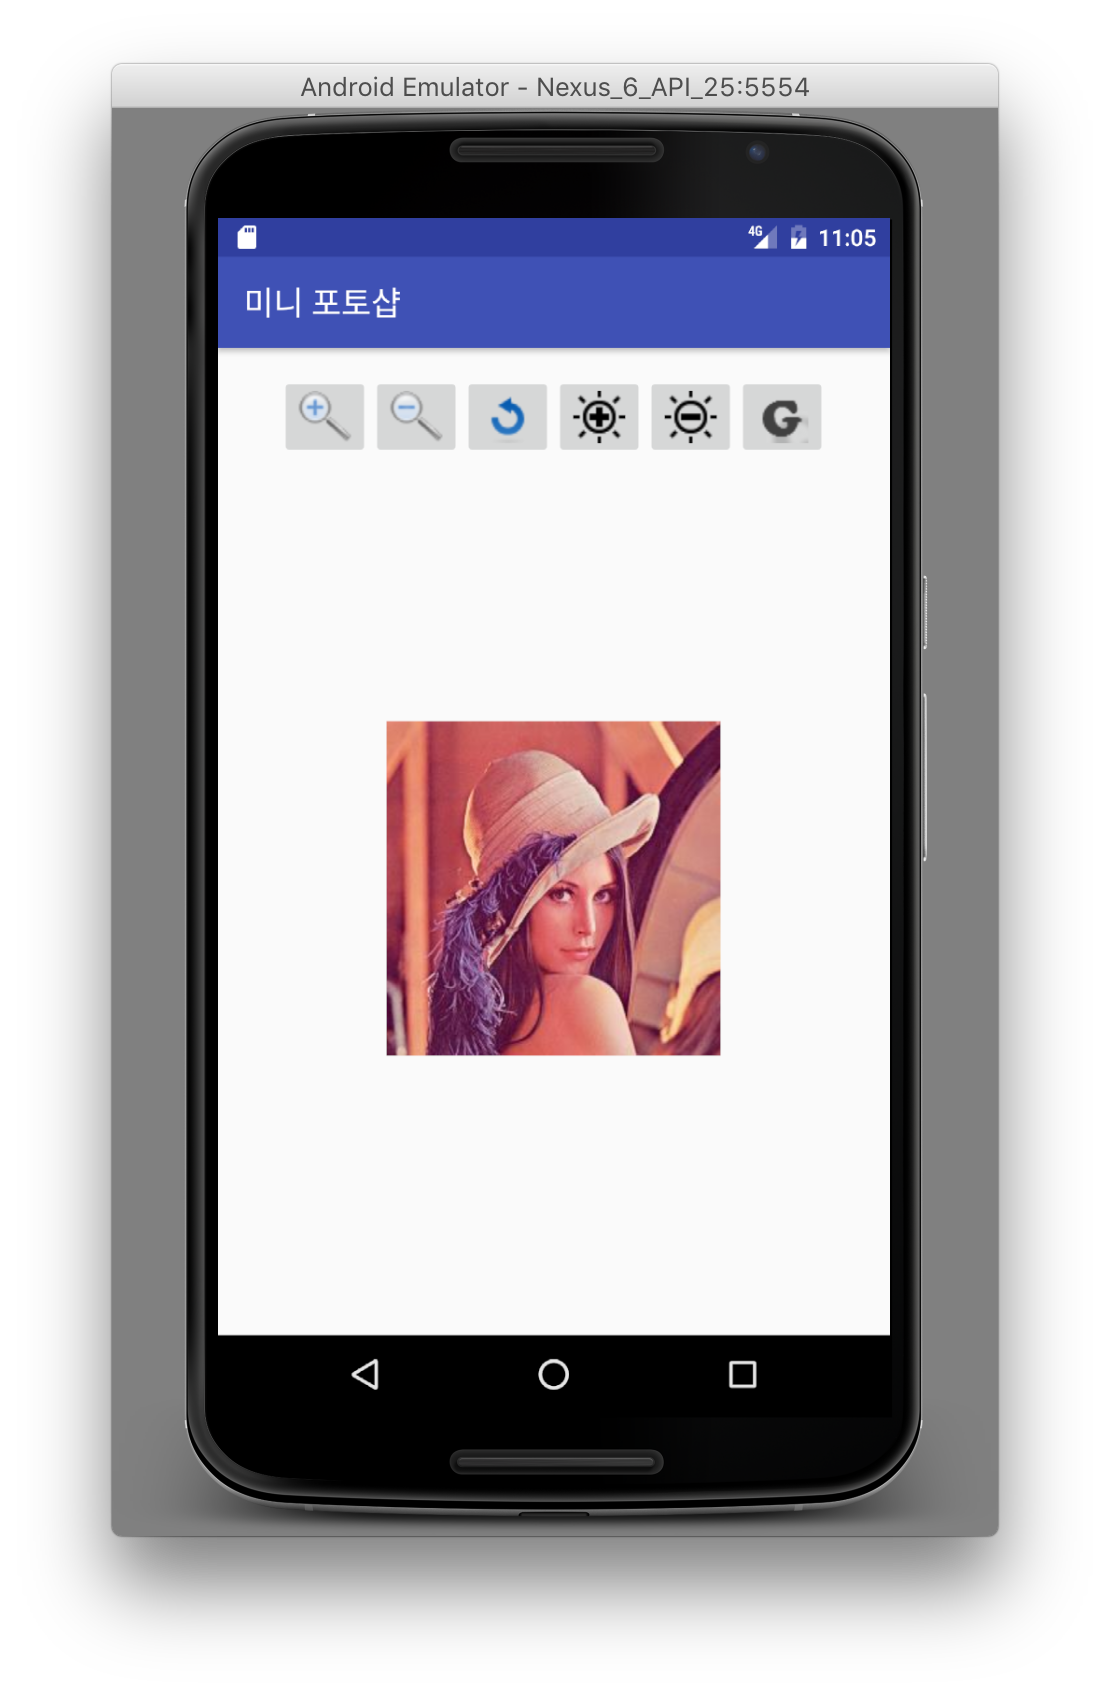 Android Emulator - Nexus_6_API_25:5554
4G 11:05
미니 포토샵
G